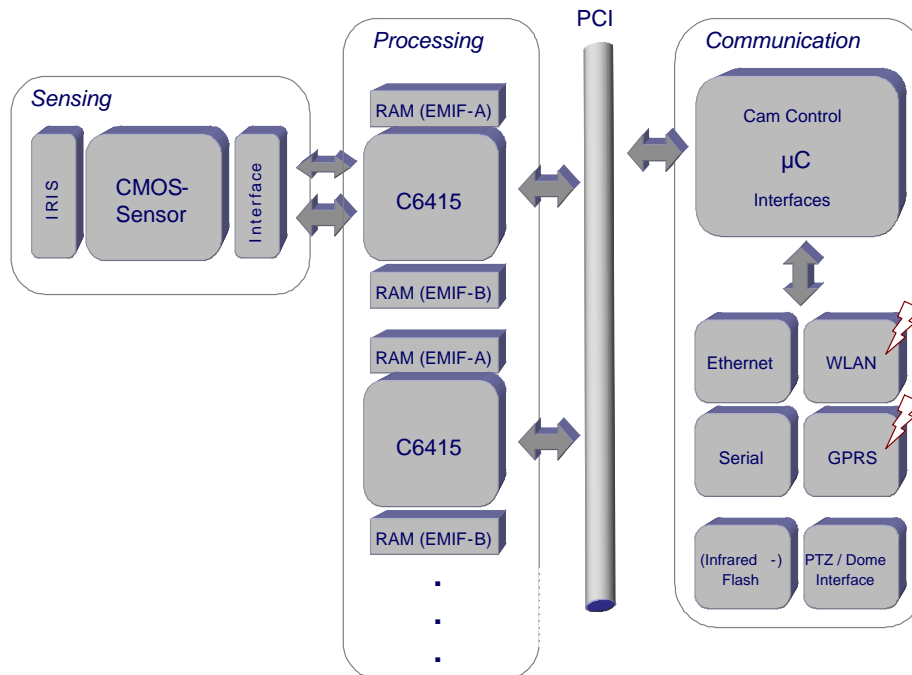 Sensing
IRIS
CMOS-
Sensor
Interface
Processing
RAM (EMIF-A)
C6415
RAM (EMIF-B)
RAM (EMIF-A)
C6415
RAM (EMIF-B)
.
.
.
PCI
Communication
Cam Control
µC
Interfaces
Ethernet
WLAN
Serial
GPRS
(Infrared -)
Flash
PTZ / Dome
Interface